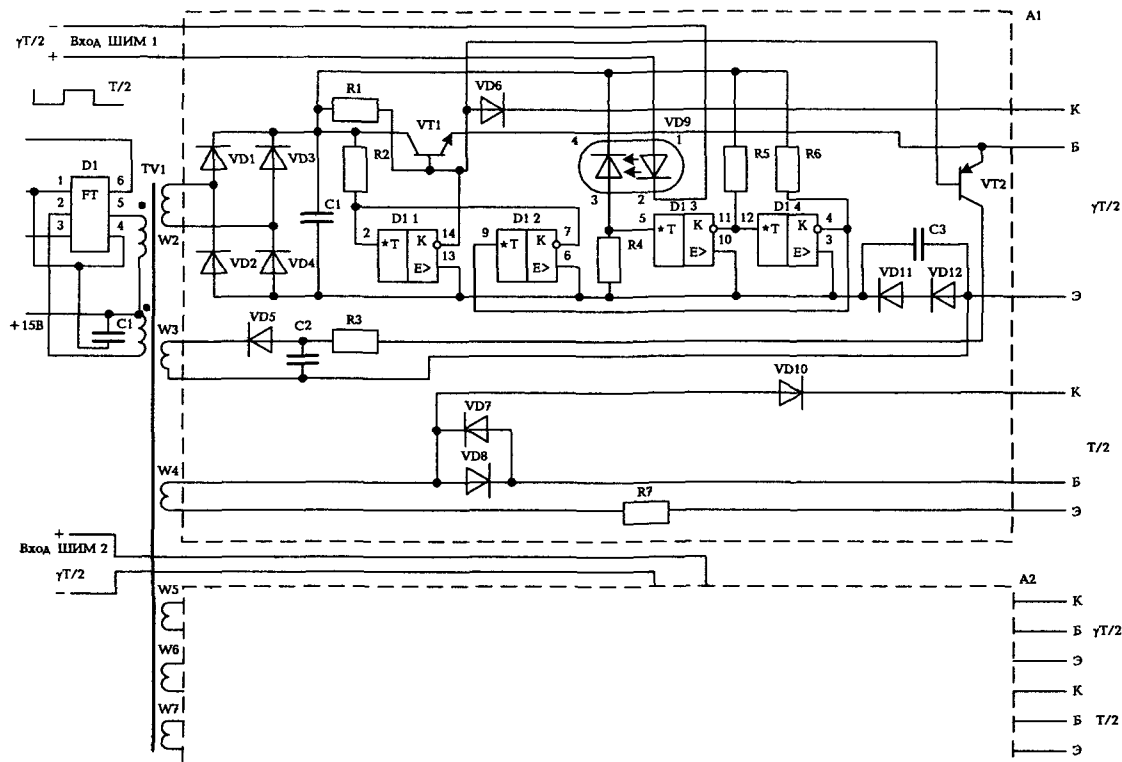 − A1
γT/2 Вход ШИМ 1
+
T/2
R1 VD6 К
VT1 VD9
4 1
D1 TV1 R2 R5 R6 Б
1 FT 6 VD1 VD3 VT2
2 5
3 4 3 2 γT/2
W2 C1 D1 1 D1 2 D1 3 D1 4 C3
2 *T К 14 9 *T К 7 5 *T К 11 12 *T К 4
E> 13 E> 6 R4 E> 10 E> 3
VD2 VD4 VD11 VD12
Э
+15В C1 W3 VD5 C2 R3
VD10 К
VD7
T/2
W4 VD8 Б
R7 Э
+
Вход ШИМ 2
γT/2
− A2
W5 К
Б γT/2
W6 Э
К
W7 Б T/2
Э